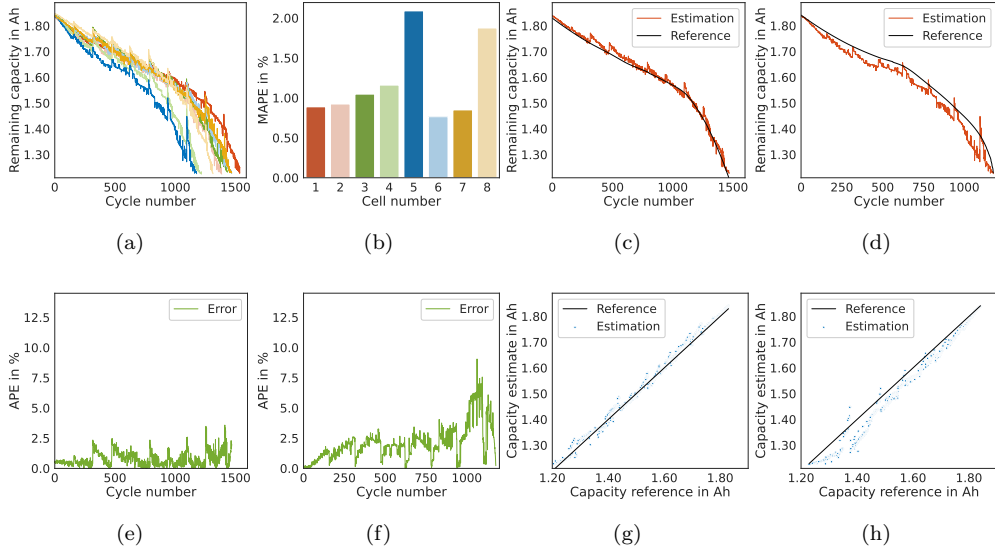 Remaining capacity in Ah
1.80
1.70
1.60
1.50
1.40
1.30
0
500
1000
1500
Cycle number
(a)
MAPE in %
2.00
1.50
1.00
0.50
0.00
1
2
3
4
5
6
7
8
Cell number
(b)
Remaining capacity in Ah
1.80
1.70
1.60
1.50
1.40
1.30
Estimation
Reference
0
500
1000
1500
Cycle number
(c)
Remaining capacity in Ah
1.80
1.70
1.60
1.50
1.40
1.30
Estimation
Reference
0
250
500
750
1000
Cycle number
(d)
APE in %
12.5
10.0
7.5
5.0
2.5
0.0
Error
0
500
1000
1500
Cycle number
(e)
APE in %
12.5
10.0
7.5
5.0
2.5
0.0
Error
0
250
500
750
1000
Cycle number
(f)
Capacity estimate in Ah
1.80
1.70
1.60
1.50
1.40
1.30
Reference
Estimation
1.20
1.40
1.60
1.80
Capacity reference in Ah
(g)
Capacity estimate in Ah
1.80
1.70
1.60
1.50
1.40
1.30
Reference
Estimation
1.20
1.40
1.60
1.80
Capacity reference in Ah
(h)